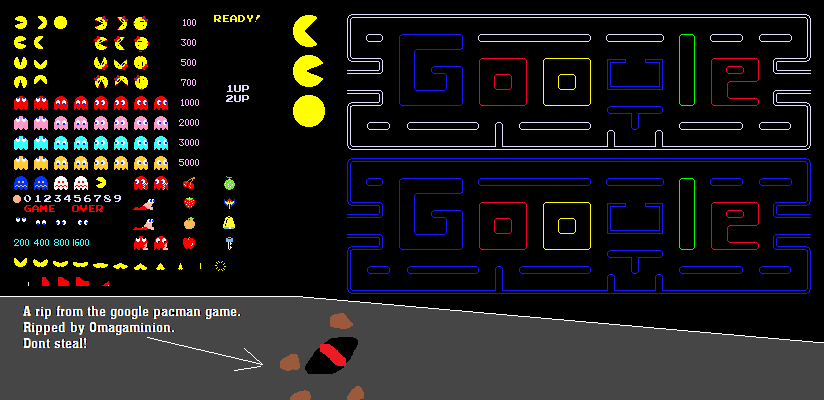 READY!
100
300
500
700
1UP
2UP
1000
2000
3000
5000
0123456789
GAME OVER
200 400 800 1600
Google
Google
A rip from the google pacman game.
Ripped by Omagaminion.
Dont steal!